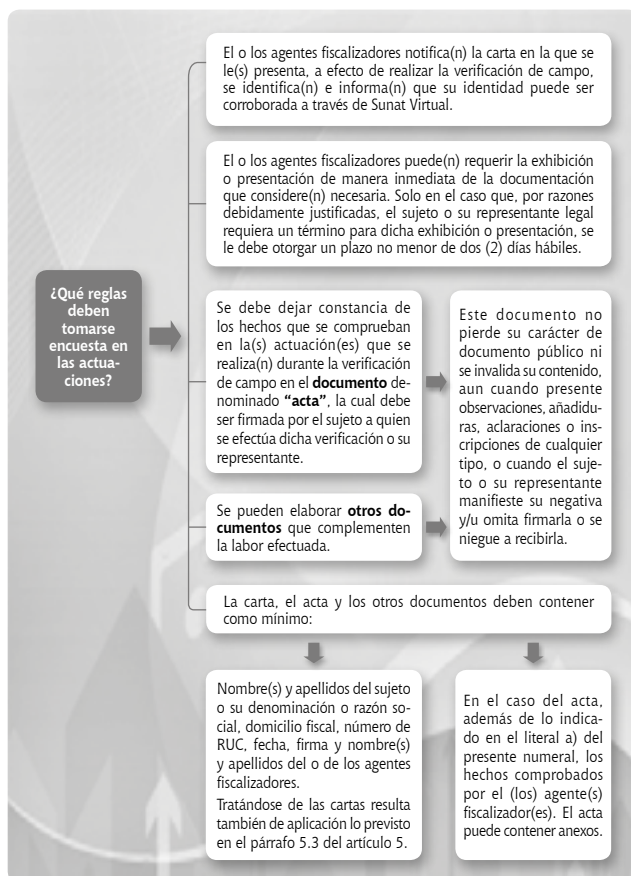 El o los agentes fiscalizadores notifica(n) la carta en la que se
le(s) presenta, a efecto de realizar la verificación de campo,
se identifica(n) e informa(n) que su identidad puede ser
corroborada a través de Sunat Virtual.
El o los agentes fiscalizadores puede(n) requerir la exhibición
o presentación de manera inmediata de la documentación
que considere(n) necesaria. Solo en el caso que, por razones
debidamente justificadas, el sujeto o su representante legal
requiera un término para dicha exhibición o presentación, se
le debe otorgar un plazo no menor de dos (2) días hábiles.
¿Qué reglas
deben
tomarse
encuesta en
las actua-
ciones?
Se debe dejar constancia de
los hechos que se comprueban
en la(s) actuación(es) que se
realiza(n) durante la verificación
de campo en el documento de-
nominado “acta”, la cual debe
ser firmada por el sujeto a quien
se efectúa dicha verificación o su
representante.
Este documento no
pierde su carácter de
documento público ni
se invalida su contenido,
aun cuando presente
observaciones, añadidu-
ras, aclaraciones o ins-
cripciones de cualquier
tipo, o cuando el suje-
to o su representante
manifieste su negativa
y/u omita firmarla o se
niegue a recibirla.
Se pueden elaborar otros do-
cumentos que complementen
la labor efectuada.
La carta, el acta y los otros documentos deben contener
como mínimo:
Nombre(s) y apellidos del sujeto
o su denominación o razón so-
cial, domicilio fiscal, número de
RUC, fecha, firma y nombre(s)
y apellidos del o de los agentes
fiscalizadores.
Tratándose de las cartas resulta
también de aplicación lo previsto
en el párrafo 5.3 del artículo 5.
En el caso del acta,
además de lo indica-
do en el literal a) del
presente numeral, los
hechos comprobados
por el (los) agente(s)
fiscalizador(es). El acta
puede contener anexos.